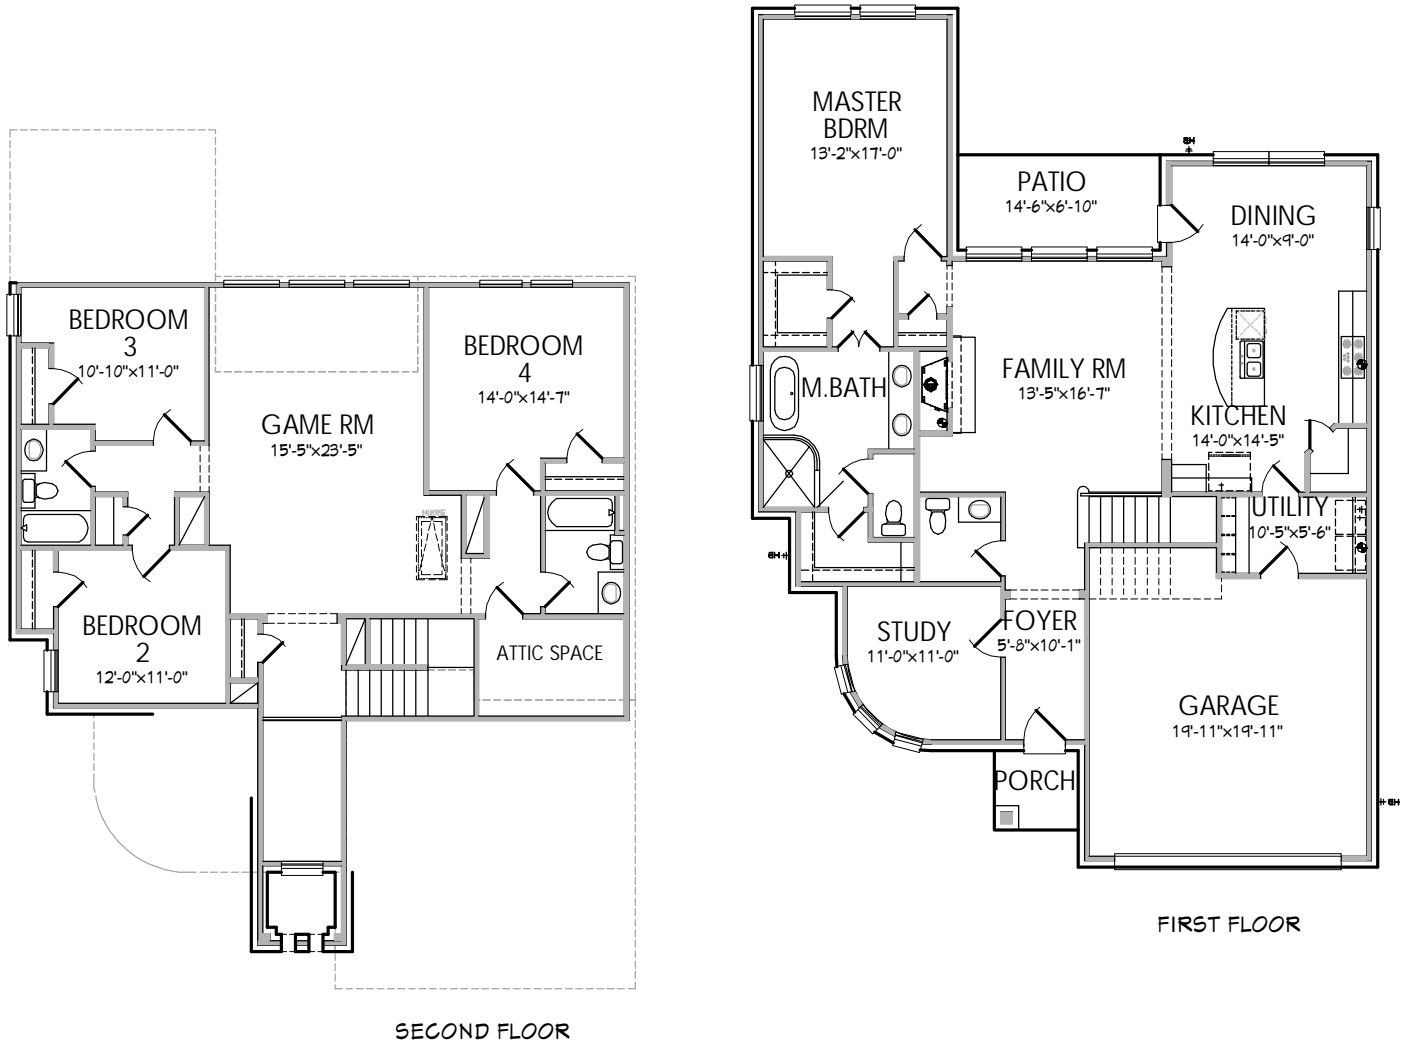 BEDROOM
3
10'-10"x11'-0"
BEDROOM
4
14'-0"x14'-7"
GAME RM
15'-5"x23'-5"
BEDROOM
2
12'-0"x11'-0"
ATTIC SPACE
SECOND FLOOR
MASTER
BDRM
13'-2"x17'-0"
PATIO
14'-6"x6'-10"
DINING
14'-0"x9'-0"
FAMILY RM
13'-5"x16'-7"
M.BATH
KITCHEN
14'-0"x14'-5"
UTILITY
10'-5"x5'-6"
STUDY
11'-0"x11'-0"
FOYER
5'-8"x10'-1"
GARAGE
19'-11"x19'-11"
PORCH
FIRST FLOOR